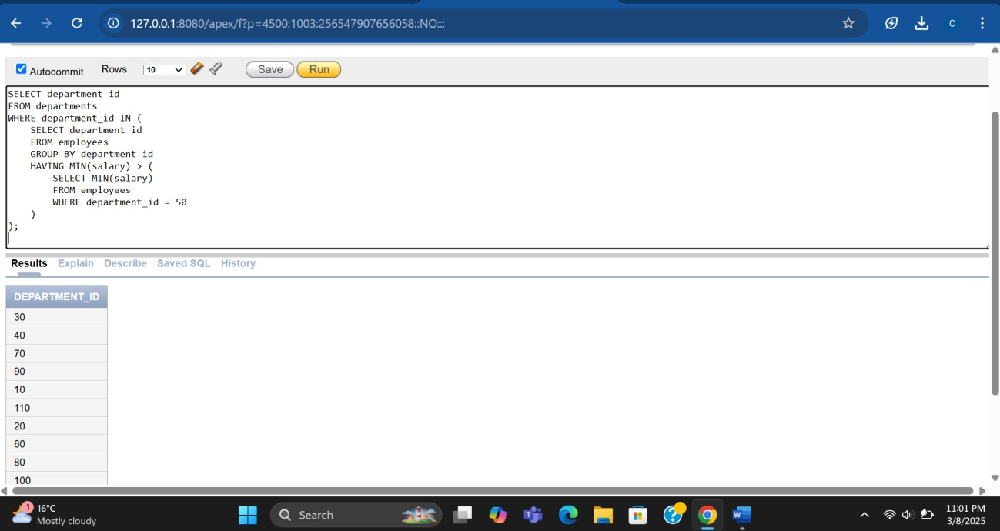 127.0.0.1:8080/apex/f?p=4500:1003:256547907656058::NO:::
C
Autocommit Rows 10 Save Run
SELECT department_id
FROM departments
WHERE department_id IN (
SELECT department_id
FROM employees
GROUP BY department_id
HAVING MIN(salary) > (
SELECT MIN(salary)
FROM employees
WHERE department_id = 50
)
);
Results Explain Describe Saved SQL History
DEPARTMENT_ID
30
40
70
90
10
110
20
60
80
100
1
16°C
Mostly cloudy
Search
11:01 PM
3/8/2025